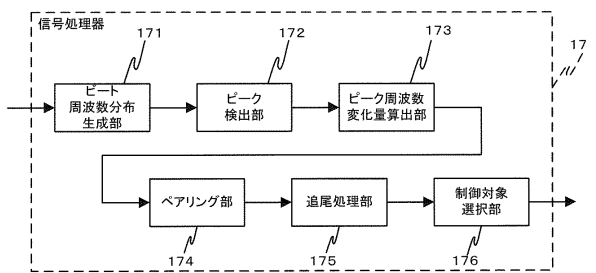 信号処理器
171
172
173
17
ビート
周波数分布
生成部
ピーク
検出部
ピーク周波数
変化量算出部
ペアリング部
追尾処理部
制御対象
選択部
174
175
176